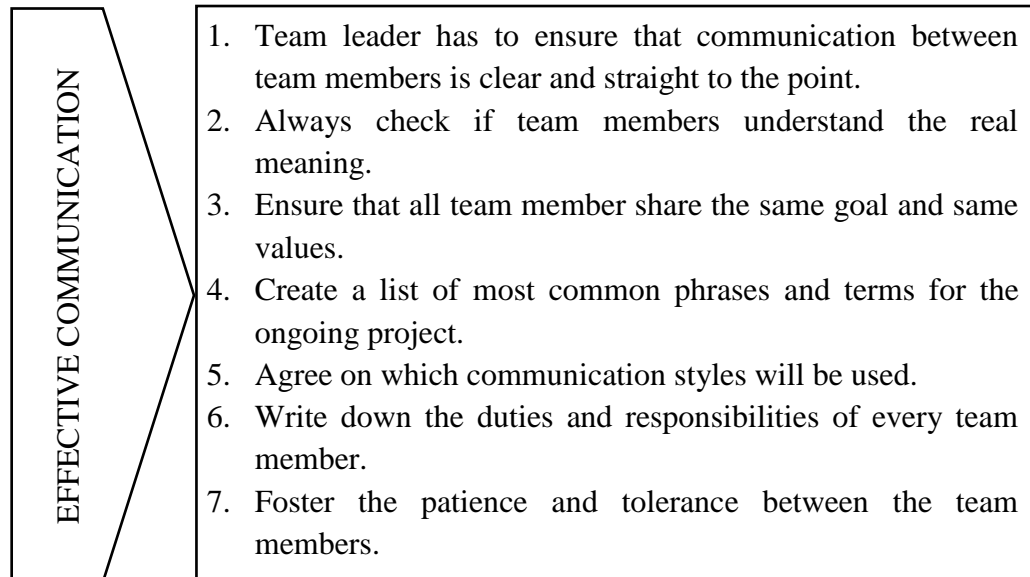 EFFECTIVE COMMUNICATION
1. Team leader has to ensure that communication between
team members is clear and straight to the point.
2. Always check if team members understand the real
meaning.
3. Ensure that all team member share the same goal and same
values.
4. Create a list of most common phrases and terms for the
ongoing project.
5. Agree on which communication styles will be used.
6. Write down the duties and responsibilities of every team
member.
7. Foster the patience and tolerance between the team
members.